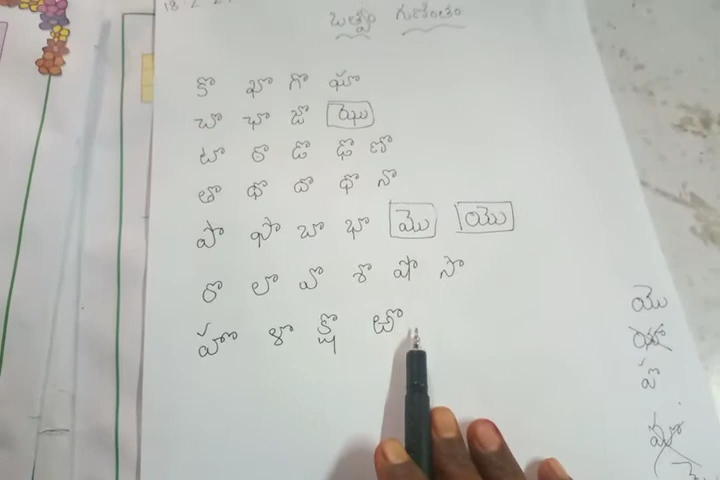 ఒత్వం గుణింతం
కొ ఖొ గొ ఘొ
చొ ఛొ జొ ఝొ
టొ ఠొ డొ ఢొ ణొ
తొ థొ దొ ధొ నొ
పొ ఫొ బొ భొ మొ యొ
రొ లొ వొ శొ షొ సొ
హొ ళొ క్షొ ఱొ
మొ